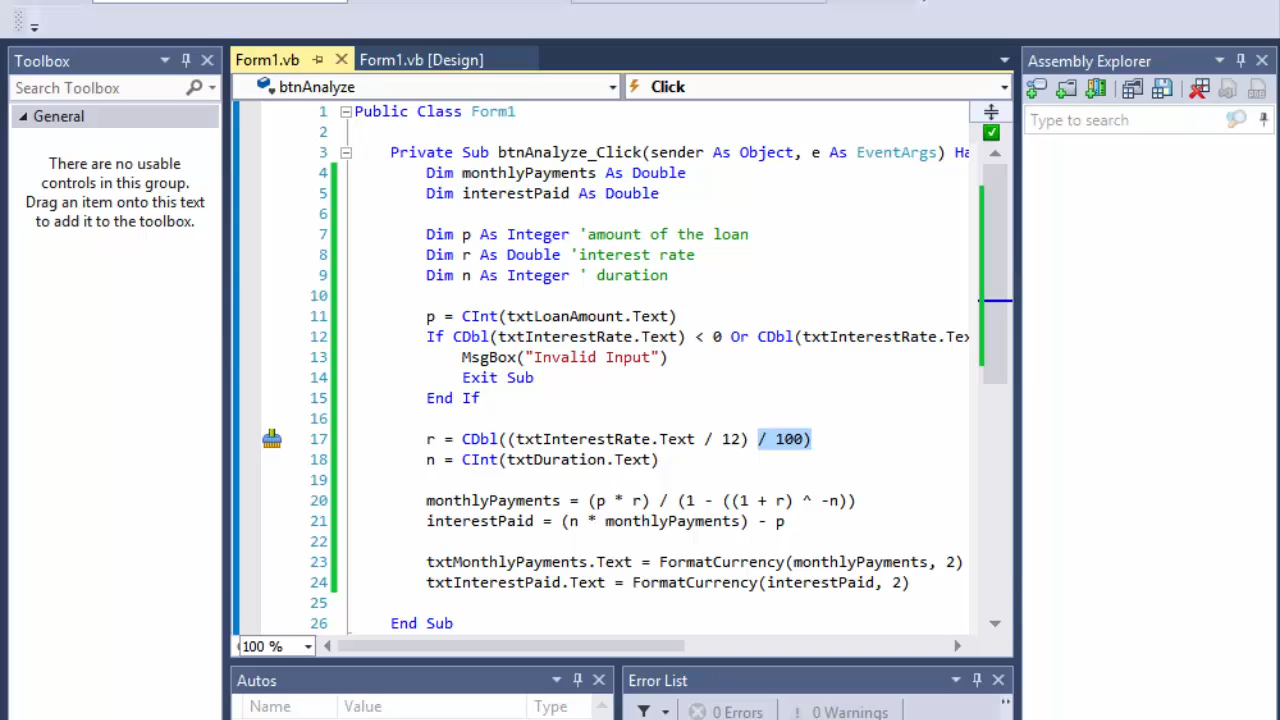 Toolbox
Form1.vb
Form1.vb [Design]
Assembly Explorer
Search Toolbox
btnAnalyze
Click
General
Type to search
There are no usable
controls in this group.
Drag an item onto this text
to add it to the toolbox.
1 Public Class Form1
2
3 Private Sub btnAnalyze_Click(sender As Object, e As EventArgs) Ha
4 Dim monthlyPayments As Double
5 Dim interestPaid As Double
6
7 Dim p As Integer 'amount of the loan
8 Dim r As Double 'interest rate
9 Dim n As Integer ' duration
10
11 p = CInt(txtLoanAmount.Text)
12 If CDbl(txtInterestRate.Text) < 0 Or CDbl(txtInterestRate.Tex
13 MsgBox("Invalid Input")
14 Exit Sub
15 End If
16
17 r = CDbl((txtInterestRate.Text / 12) / 100)
18 n = CInt(txtDuration.Text)
19
20 monthlyPayments = (p * r) / (1 - ((1 + r) ^ -n))
21 interestPaid = (n * monthlyPayments) - p
22
23 txtMonthlyPayments.Text = FormatCurrency(monthlyPayments, 2)
24 txtInterestPaid.Text = FormatCurrency(interestPaid, 2)
25
26 End Sub
100 %
Autos
Error List
Name Value Type
0 Errors
0 Warnings